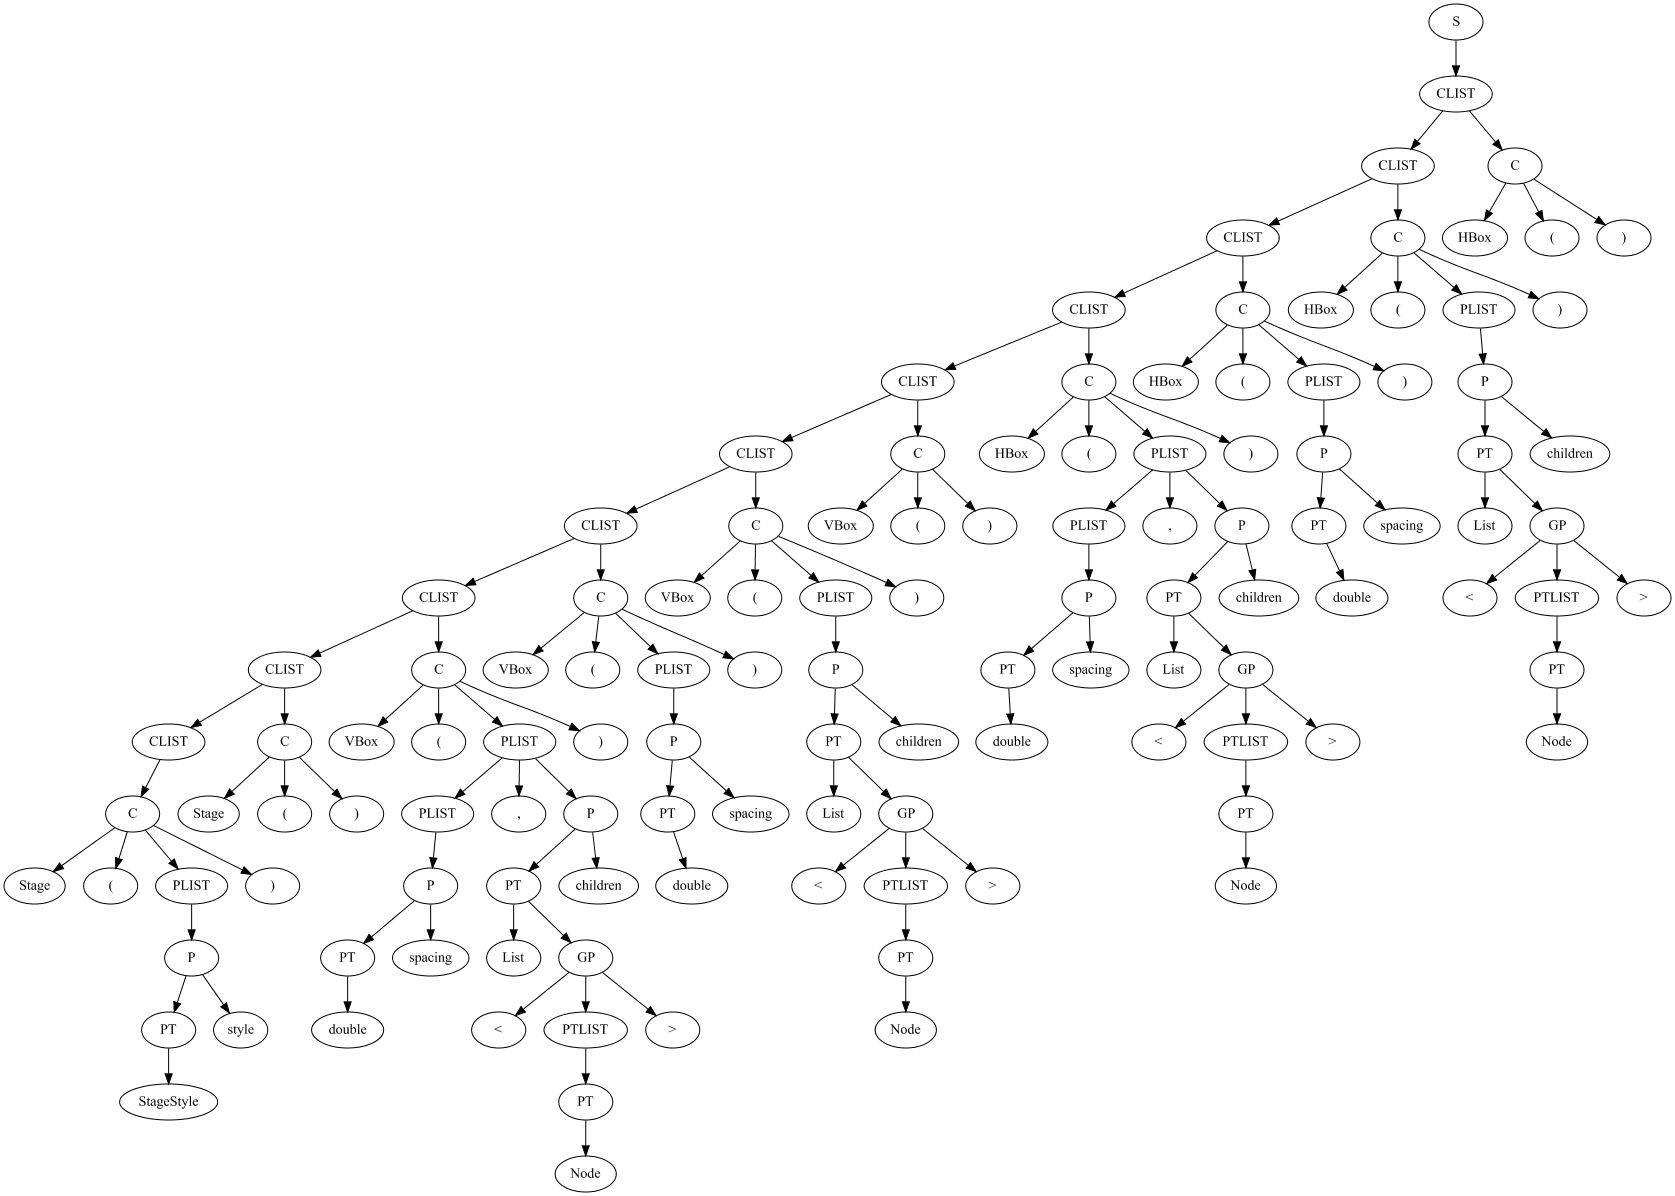 S
CLIST
CLIST C
CLIST C HBox ( )
CLIST C HBox ( PLIST )
CLIST C HBox ( PLIST ) P
CLIST C HBox ( PLIST ) P PT children
CLIST C VBox ( ) PLIST , P PT spacing List GP
CLIST C VBox ( PLIST ) P PT children double < PTLIST >
CLIST C VBox ( PLIST ) P PT spacing List GP PT
CLIST C VBox ( PLIST ) P PT children double < PTLIST > Node
C Stage ( ) PLIST , P PT spacing List GP PT
Stage ( PLIST ) P PT children double < PTLIST > Node
P PT spacing List GP PT
PT style double < PTLIST > Node
StageStyle PT
Node